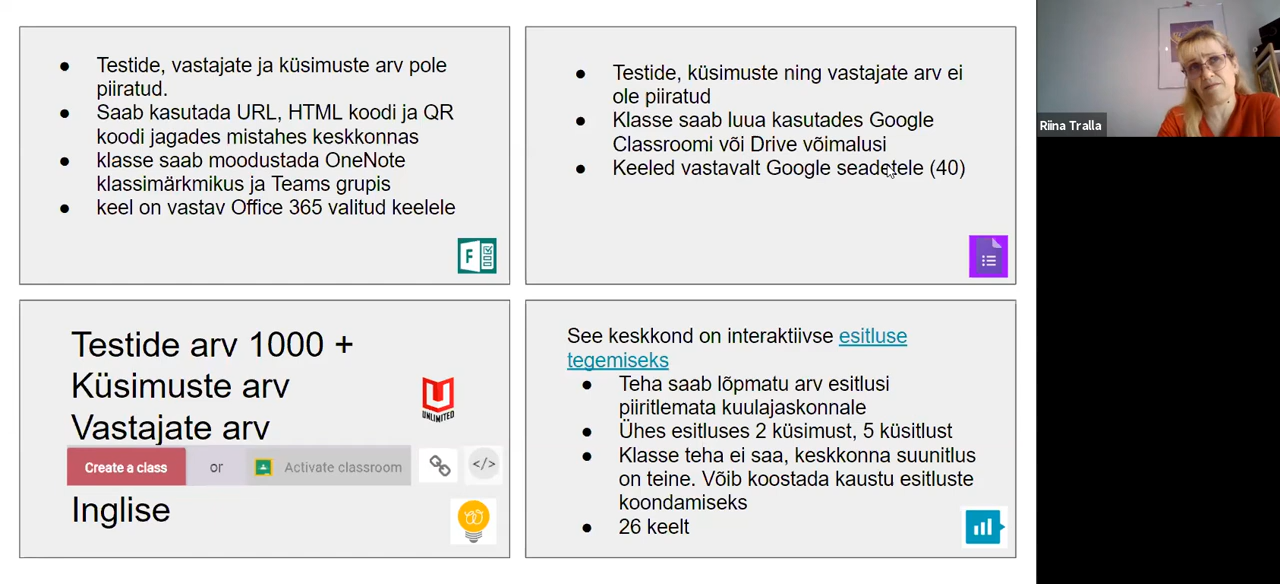 Testide, vastajate ja küsimuste arv pole
piiratud.
Saab kasutada URL, HTML koodi ja QR
koodi jagades mistahes keskkonnas
klasse saab moodustada OneNote
klassimärkmikus ja Teams grupis
keel on vastav Office 365 valitud keelele
F
Testide, küsimuste ning vastajate arv ei
ole piiratud
Klasse saab luua kasutades Google
Classroomi või Drive võimalusi
Keeled vastavalt Google seadetele (40)
Riina Tralla
Testide arv 1000 +
Küsimuste arv
Vastajate arv
UNLIMITED
Create a class or Activate classroom </>
Inglise
See keskkond on interaktiivse esitluse
tegemiseks
Teha saab lõpmatu arv esitlusi
piiritlemata kuulajaskonnale
Ühes esitluses 2 küsimust, 5 küsitlust
Klasse teha ei saa, keskkonna suunitlus
on teine. Võib koostada kaustu esitluste
koondamiseks
26 keelt